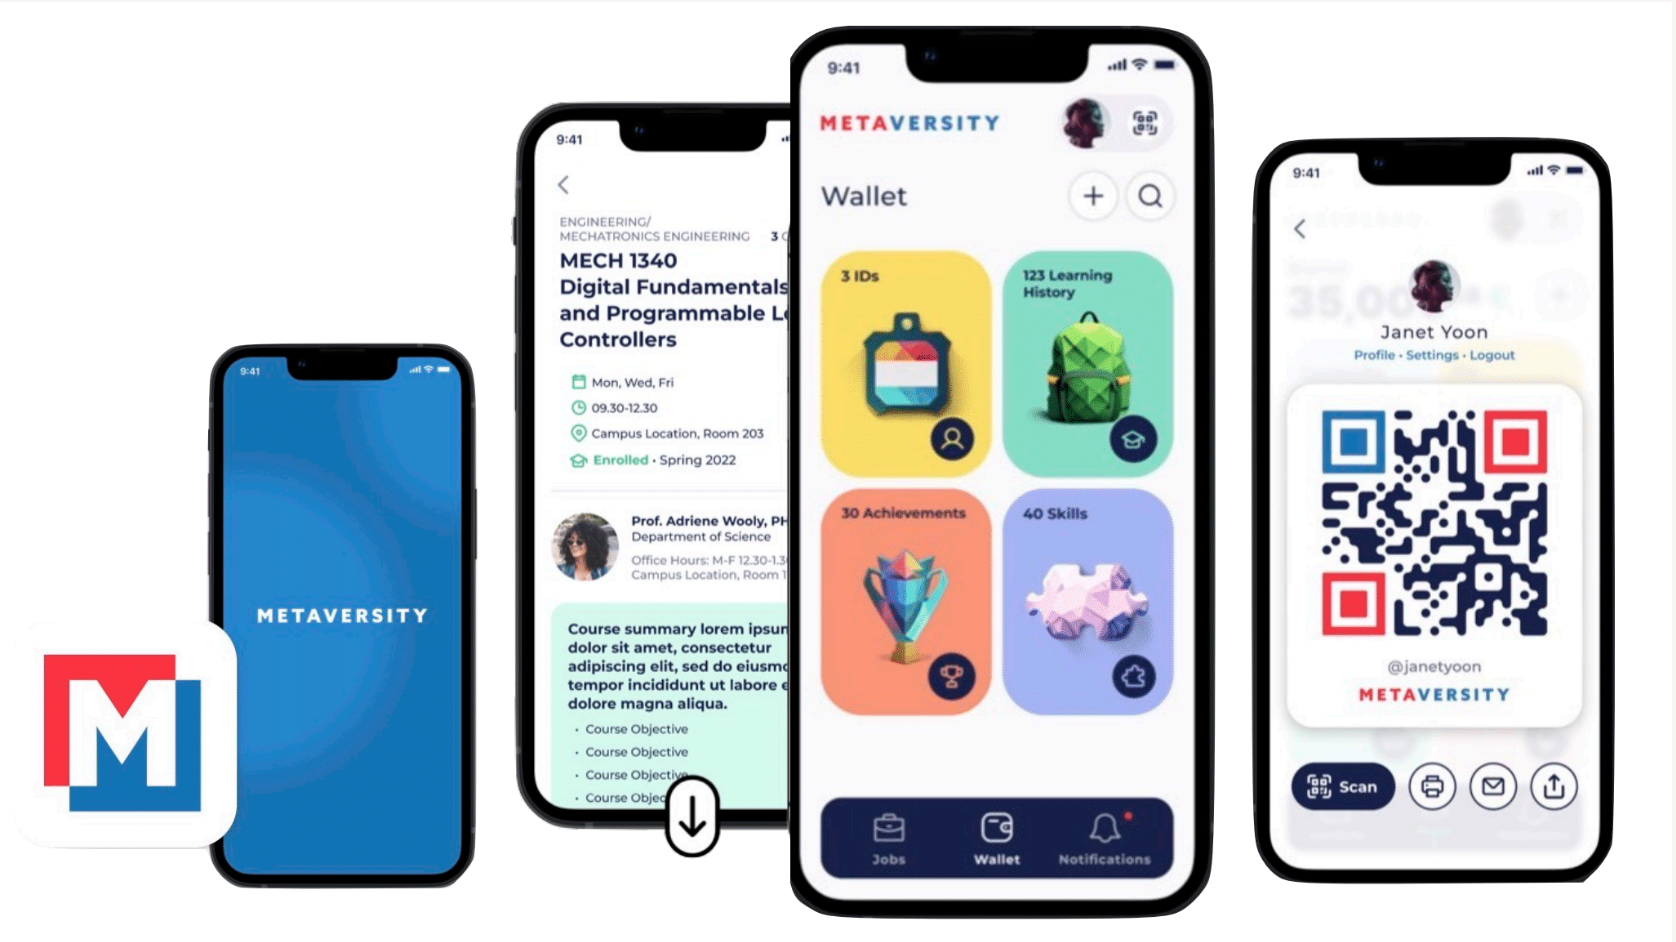 9:41
METAVERSITY
M
9:41
ENGINEERING/
MECHATRONICS ENGINEERING 3
MECH 1340
Digital Fundamentals
and Programmable
Controllers
Mon, Wed, Fri
09.30-12.30
Campus Location, Room 203
Enrolled • Spring 2022
Prof. Adriene Wooly,
Department of Science
Office Hours: M-F 12.30-1.3
Campus Location, Room 1
Course summary lorem ipsum
dolor sit amet, consectetur
adipiscing elit, sed do eiusmo
tempor incididunt ut labore e
dolore magna aliqua.
• Course Objective
• Course Objective
• Course Objective
• Course Objec
9:41
METAVERSITY
Wallet
3 IDs
123 Learning
History
30 Achievements
40 Skills
Jobs
Wallet
Notifications
9:41
35,00
Janet Yoon
Profile • Settings • Logout
@janetyoon
METAVERSITY
Scan